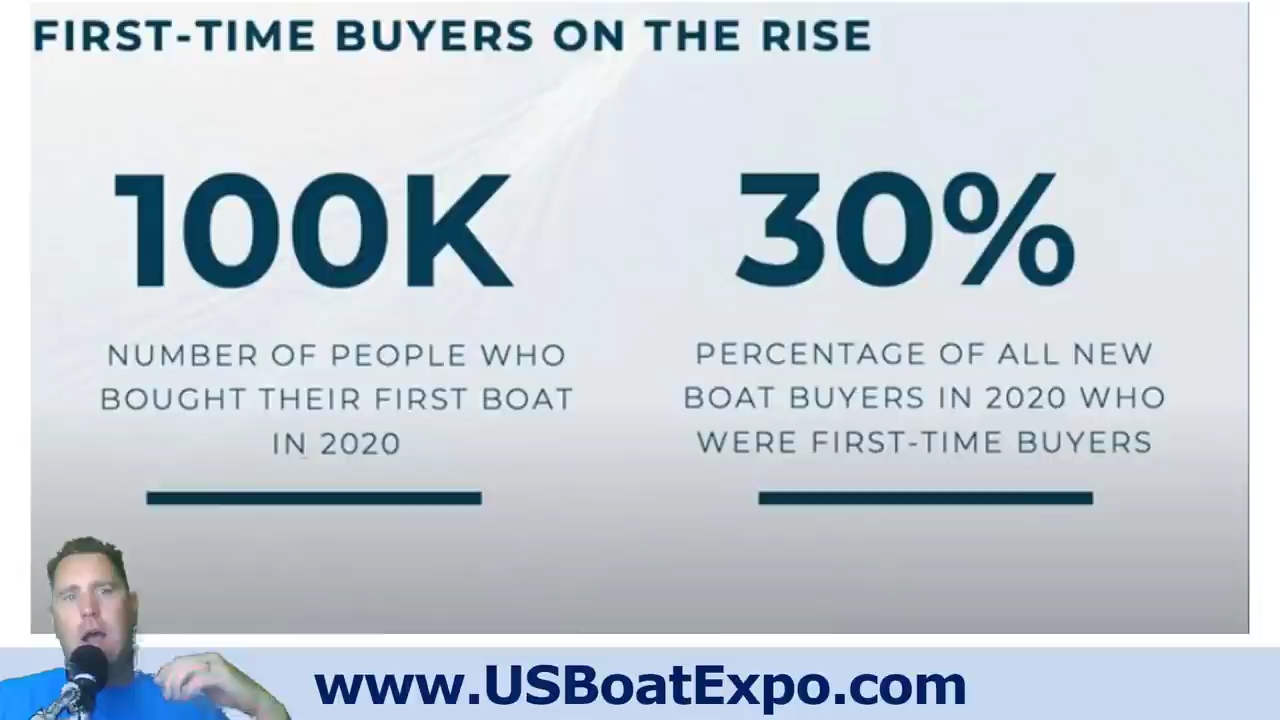 FIRST-TIME BUYERS ON THE RISE
100K
NUMBER OF PEOPLE WHO
BOUGHT THEIR FIRST BOAT
IN 2020
30%
PERCENTAGE OF ALL NEW
BOAT BUYERS IN 2020 WHO
WERE FIRST-TIME BUYERS
www.USBoatExpo.com